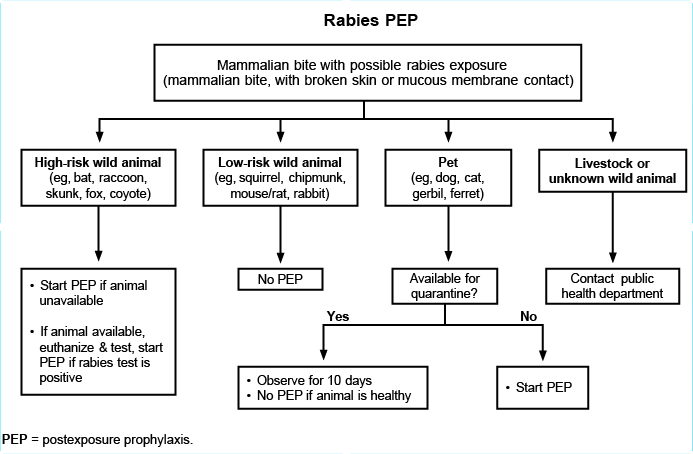 Rabies PEP
Mammalian bite with possible rabies exposure
(mammalian bite, with broken skin or mucous membrane contact)
High-risk wild animal
(eg, bat, raccoon,
skunk, fox, coyote)
Low-risk wild animal
(eg, squirrel, chipmunk,
mouse/rat, rabbit)
Pet
(eg, dog, cat,
gerbil, ferret)
Livestock or
unknown wild animal
• Start PEP if animal
unavailable
• If animal available,
euthanize & test, start
PEP if rabies test is
positive
No PEP
Available for
quarantine?
Contact public
health department
Yes
No
• Observe for 10 days
• No PEP if animal is healthy
• Start PEP
PEP = postexposure prophylaxis.